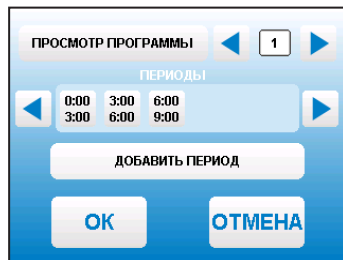 ПРОСМОТР ПРОГРАММЫ 1
ПЕРИОДЫ
0:00 3:00 6:00
3:00 6:00 9:00
ДОБАВИТЬ ПЕРИОД
ОК ОТМЕНА